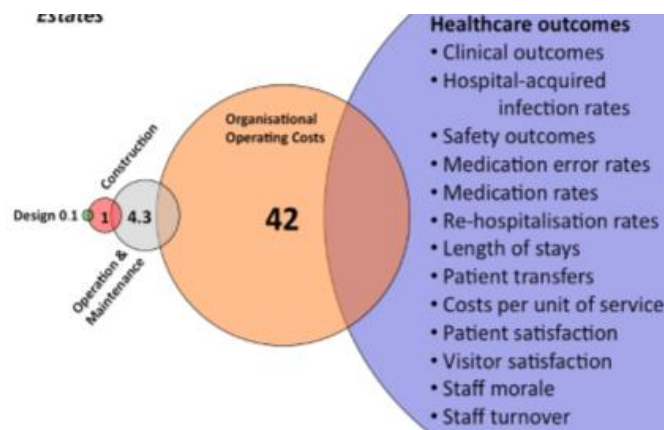 Estates
Healthcare outcomes
• Clinical outcomes
• Hospital-acquired
infection rates
• Safety outcomes
• Medication error rates
• Medication rates
• Re-hospitalisation rates
• Length of stays
• Patient transfers
• Costs per unit of service
• Patient satisfaction
• Visitor satisfaction
• Staff morale
• Staff turnover
Organisational
Operating Costs
42
Construction
Design 0.1
1
4.3
Operation &
Maintenance